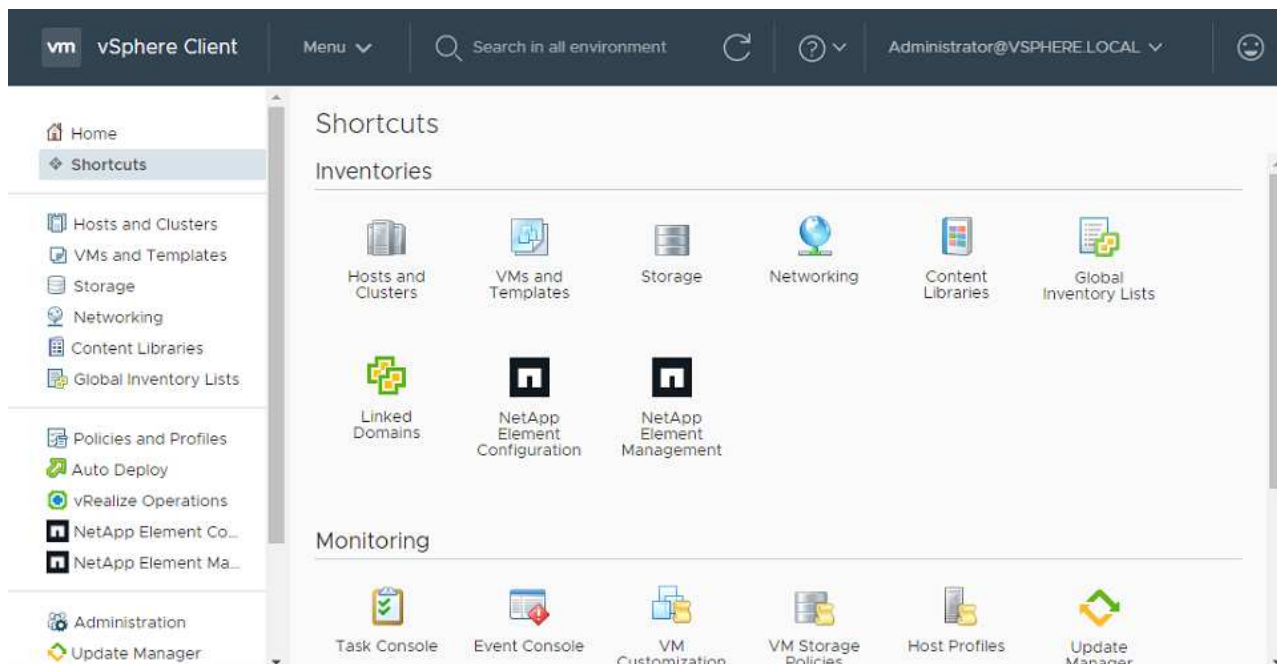 vm vSphere Client Menu Search in all environment Administrator@VSPHERE.LOCAL
Home
Shortcuts
Hosts and Clusters
VMs and Templates
Storage
Networking
Content Libraries
Global Inventory Lists
Policies and Profiles
Auto Deploy
vRealize Operations
NetApp Element Co...
NetApp Element Ma...
Administration
Update Manager
Shortcuts
Inventories
Hosts and
Clusters
VMs and
Templates
Storage
Networking
Content
Libraries
Global
Inventory Lists
Linked
Domains
NetApp
Element
Configuration
NetApp
Element
Management
Monitoring
Task Console
Event Console
VM
Customization
VM Storage
Policies
Host Profiles
Update
Manager